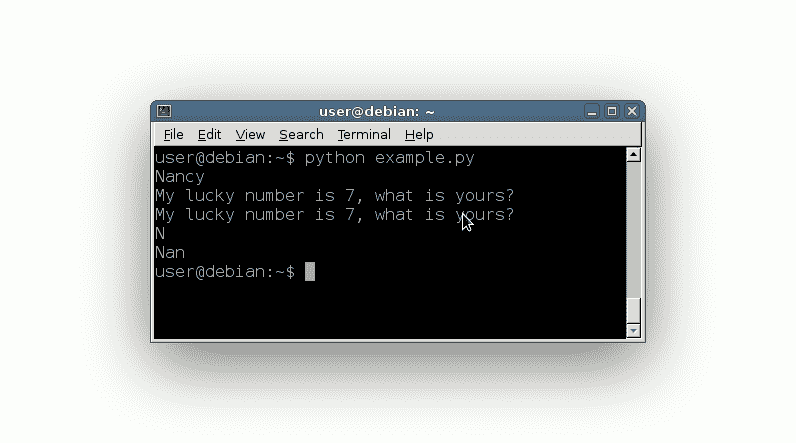 user@debian: ~
File Edit View Search Terminal Help
user@debian:~$ python example.py
Nancy
My lucky number is 7, what is yours?
My lucky number is 7, what is yours?
N
Nan
user@debian:~$